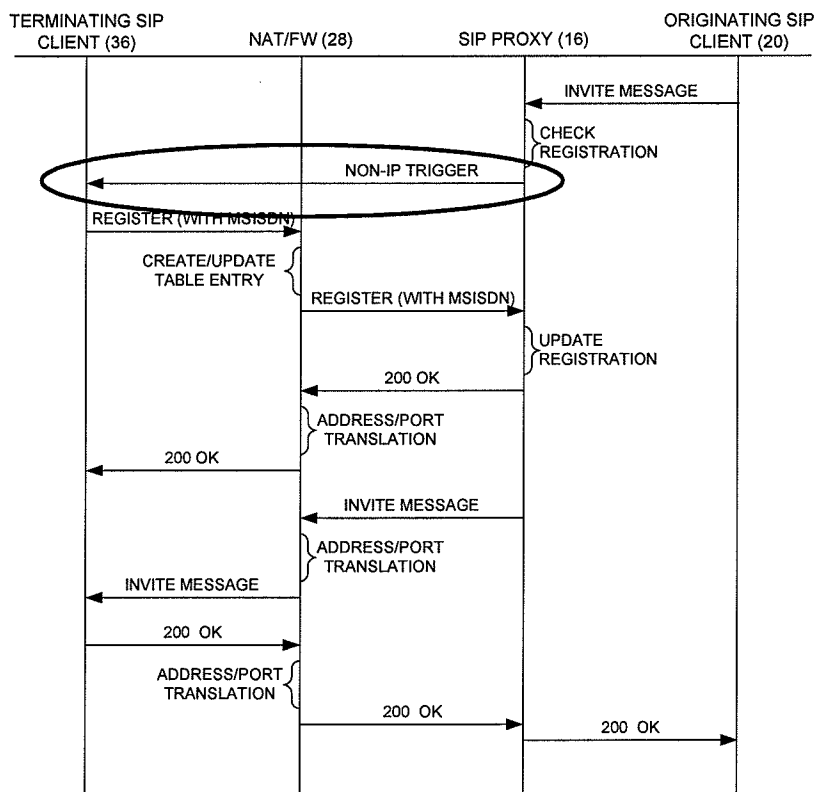 TERMINATING SIP
CLIENT (36)
NAT/FW (28)
SIP PROXY (16)
ORIGINATING SIP
CLIENT (20)
INVITE MESSAGE
CHECK
REGISTRATION
NON-IP TRIGGER
REGISTER (WITH MSISDN)
CREATE/UPDATE
TABLE ENTRY
REGISTER (WITH MSISDN)
UPDATE
REGISTRATION
200 OK
ADDRESS/PORT
TRANSLATION
200 OK
INVITE MESSAGE
ADDRESS/PORT
TRANSLATION
INVITE MESSAGE
200 OK
ADDRESS/PORT
TRANSLATION
200 OK
200 OK